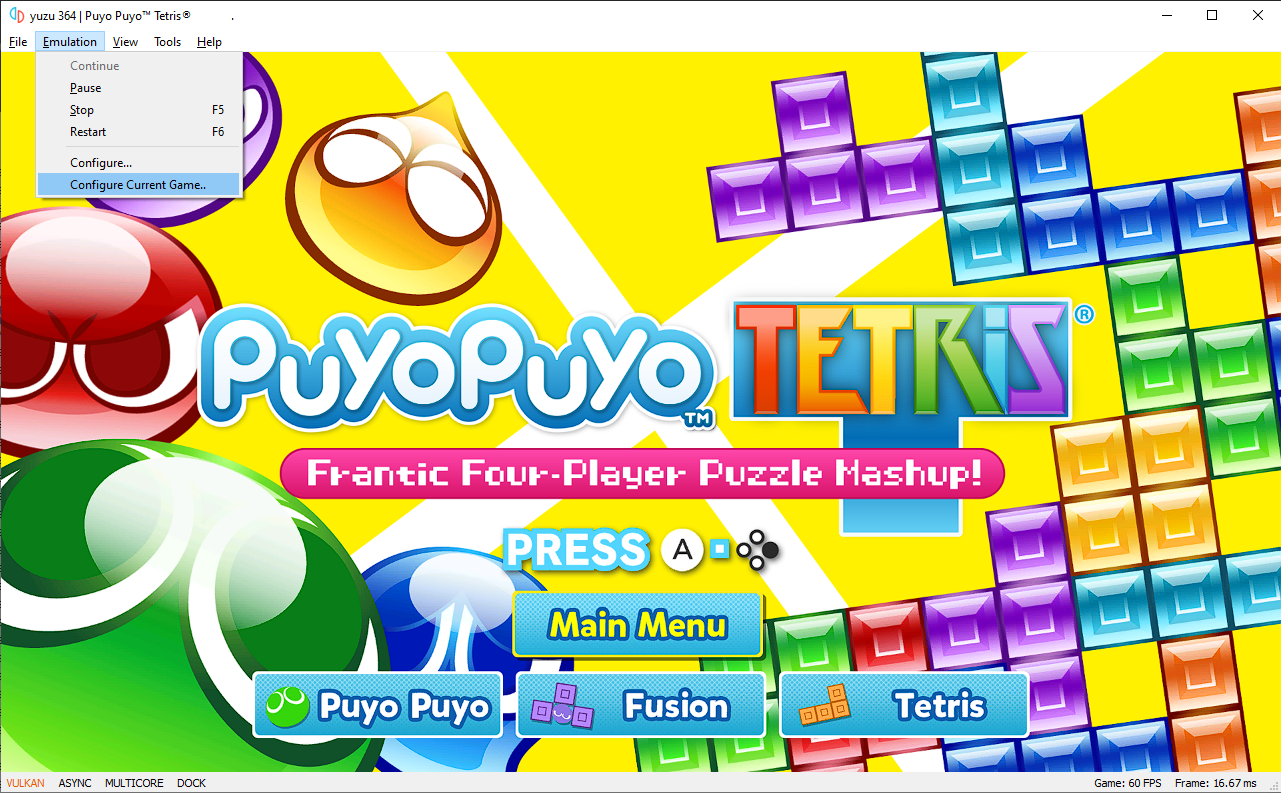 yuzu 364 | Puyo Puyo™ Tetris®
.
File Emulation View Tools Help
Continue
Pause
Stop F5
Restart F6
Configure...
Configure Current Game..
PUYOPUYO™ TETRiS®
Frantic Four-Player Puzzle Mashup!
PRESS A
Main Menu
Puyo Puyo Fusion Tetris
VULKAN ASYNC MULTICORE DOCK Game: 60 FPS Frame: 16.67 ms